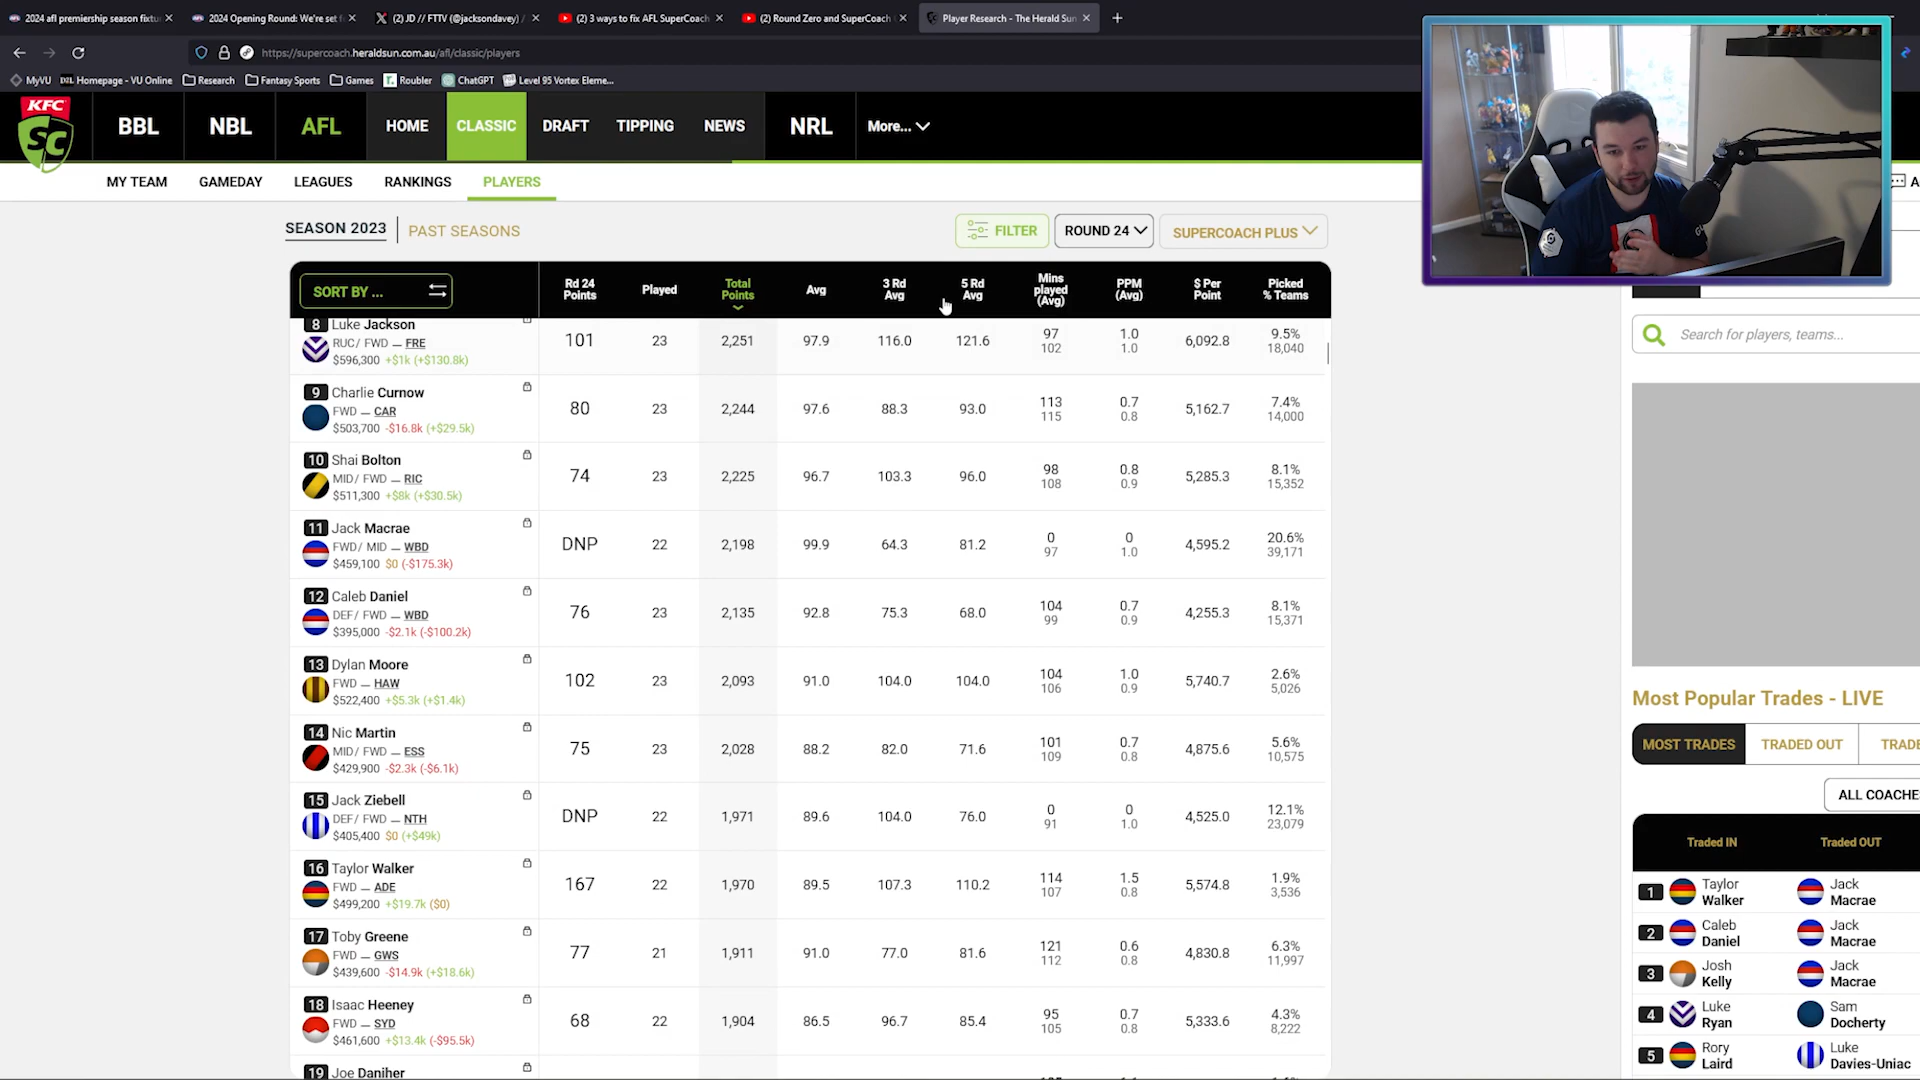 2024 afl premiership season fixtu
2024 Opening Round: We're set f
(2) JD // FTTV (@jacksondavey) /
(2) 3 ways to fix AFL SuperCoach
(2) Round Zero and SuperCoach
Player Research - The Herald Sun
https://supercoach.heraldsun.com.au/afl/classic/players
MyVU
D2L Homepage - VU Online
Research
Fantasy Sports
Games
Roubler
ChatGPT
Level 95 Vortex Eleme...
KFC
SC
BBL
NBL
AFL
HOME
CLASSIC
DRAFT
TIPPING
NEWS
NRL
More...
MY TEAM
GAMEDAY
LEAGUES
RANKINGS
PLAYERS
SEASON 2023
PAST SEASONS
FILTER
ROUND 24
SUPERCOACH PLUS
SORT BY ...
Rd 24 Points
Played
Total Points
Avg
3 Rd Avg
5 Rd Avg
Mins played (Avg)
PPM (Avg)
$ Per Point
Picked % Teams
8 Luke Jackson
RUC/ FWD — FRE
$596,300 +$1k (+$130.8k)
101 23 2,251 97.9 116.0 121.6 97 102 1.0 1.0 6,092.8 9.5% 18,040
9 Charlie Curnow
FWD — CAR
$503,700 -$16.8k (+$29.5k)
80 23 2,244 97.6 88.3 93.0 113 115 0.7 0.8 5,162.7 7.4% 14,000
10 Shai Bolton
MID/ FWD — RIC
$511,300 +$8k (+$30.5k)
74 23 2,225 96.7 103.3 96.0 98 108 0.8 0.9 5,285.3 8.1% 15,352
11 Jack Macrae
FWD/ MID — WBD
$459,100 $0 (-$175.3k)
DNP 22 2,198 99.9 64.3 81.2 0 97 0 1.0 4,595.2 20.6% 39,171
12 Caleb Daniel
DEF/ FWD — WBD
$395,000 -$2.1k (-$100.2k)
76 23 2,135 92.8 75.3 68.0 104 99 0.7 0.9 4,255.3 8.1% 15,371
13 Dylan Moore
FWD — HAW
$522,400 +$5.3k (+$1.4k)
102 23 2,093 91.0 104.0 104.0 104 106 1.0 0.9 5,740.7 2.6% 5,026
14 Nic Martin
MID/ FWD — ESS
$429,900 -$2.3k (-$6.1k)
75 23 2,028 88.2 82.0 71.6 101 109 0.7 0.8 4,875.6 5.6% 10,575
15 Jack Ziebell
DEF/ FWD — NTH
$405,400 $0 (+$49k)
DNP 22 1,971 89.6 104.0 76.0 0 91 0 1.0 4,525.0 12.1% 23,079
16 Taylor Walker
FWD — ADE
$499,200 +$19.7k ($0)
167 22 1,970 89.5 107.3 110.2 114 107 1.5 0.8 5,574.8 1.9% 3,536
17 Toby Greene
FWD — GWS
$439,600 -$14.9k (+$18.6k)
77 21 1,911 91.0 77.0 81.6 121 112 0.6 0.8 4,830.8 6.3% 11,997
18 Isaac Heeney
FWD — SYD
$461,600 +$13.4k (-$95.5k)
68 22 1,904 86.5 96.7 85.4 95 105 0.7 0.8 5,333.6 4.3% 8,222
19 Joe Daniher
Search for players, teams...
Most Popular Trades - LIVE
MOST TRADES
TRADED OUT
TRADE
ALL COACHE
Traded IN
Traded OUT
1 Taylor Walker Jack Macrae
2 Caleb Daniel Jack Macrae
3 Josh Kelly Jack Macrae
4 Luke Ryan Sam Docherty
5 Rory Laird Luke Davies-Uniac